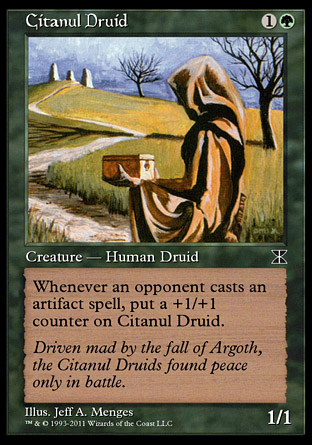 Citanul Druid 1
Creature — Human Druid
Whenever an opponent casts an
artifact spell, put a +1/+1
counter on Citanul Druid.
Driven mad by the fall of Argoth,
the Citanul Druids found peace
only in battle.
Illus. Jeff A. Menges
™ & © 1993-2011 Wizards of the Coast LLC 1/1